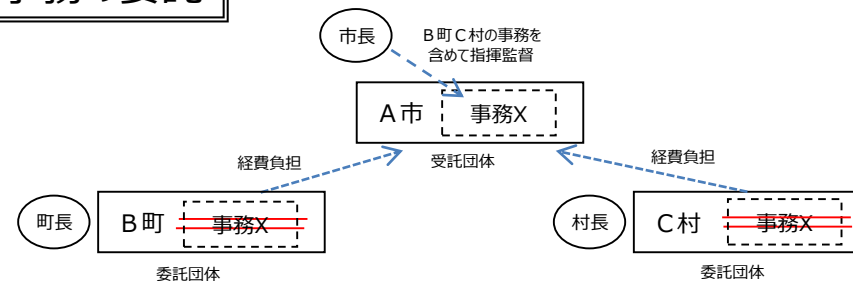 事務の委託
市長
B町C村の事務を
含めて指揮監督
A市
事務X
経費負担
受託団体
経費負担
町長
B町
事務X
村長
C村
事務X
委託団体
委託団体